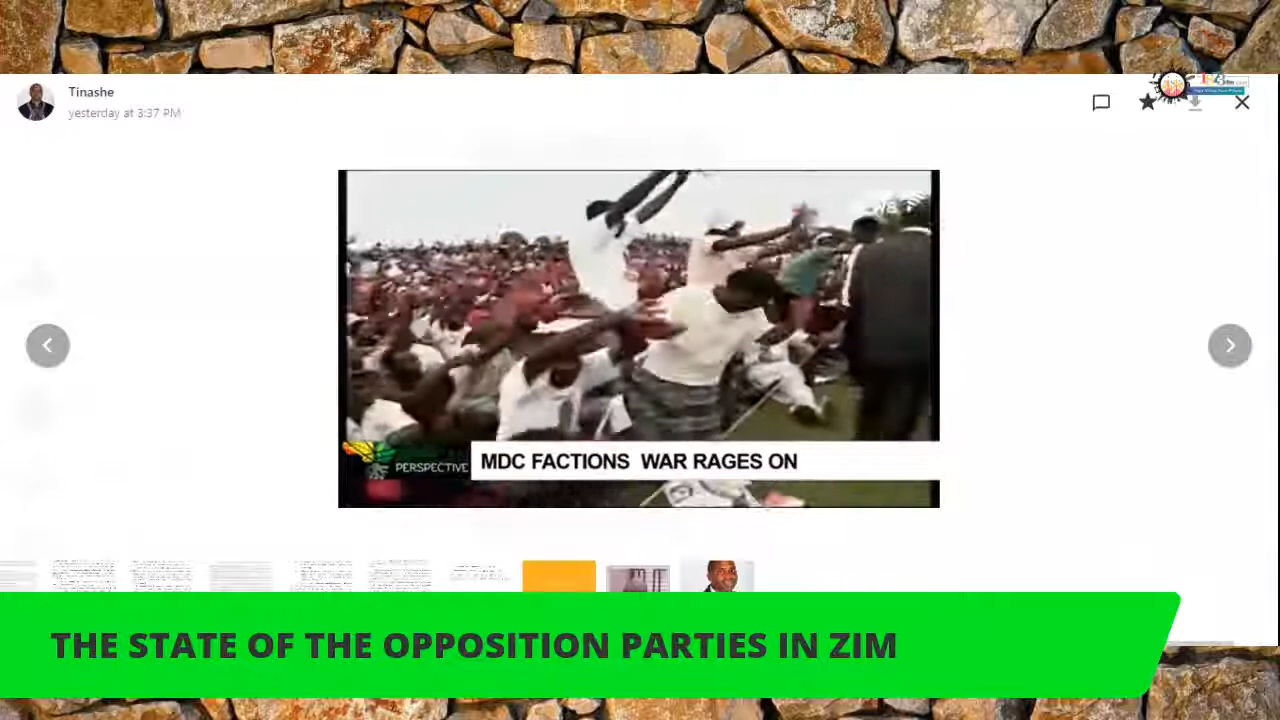 Tinashe
yesterday at 3:37 PM
PERSPECTIVE
MDC FACTIONS WAR RAGES ON
THE STATE OF THE OPPOSITION PARTIES IN ZIM